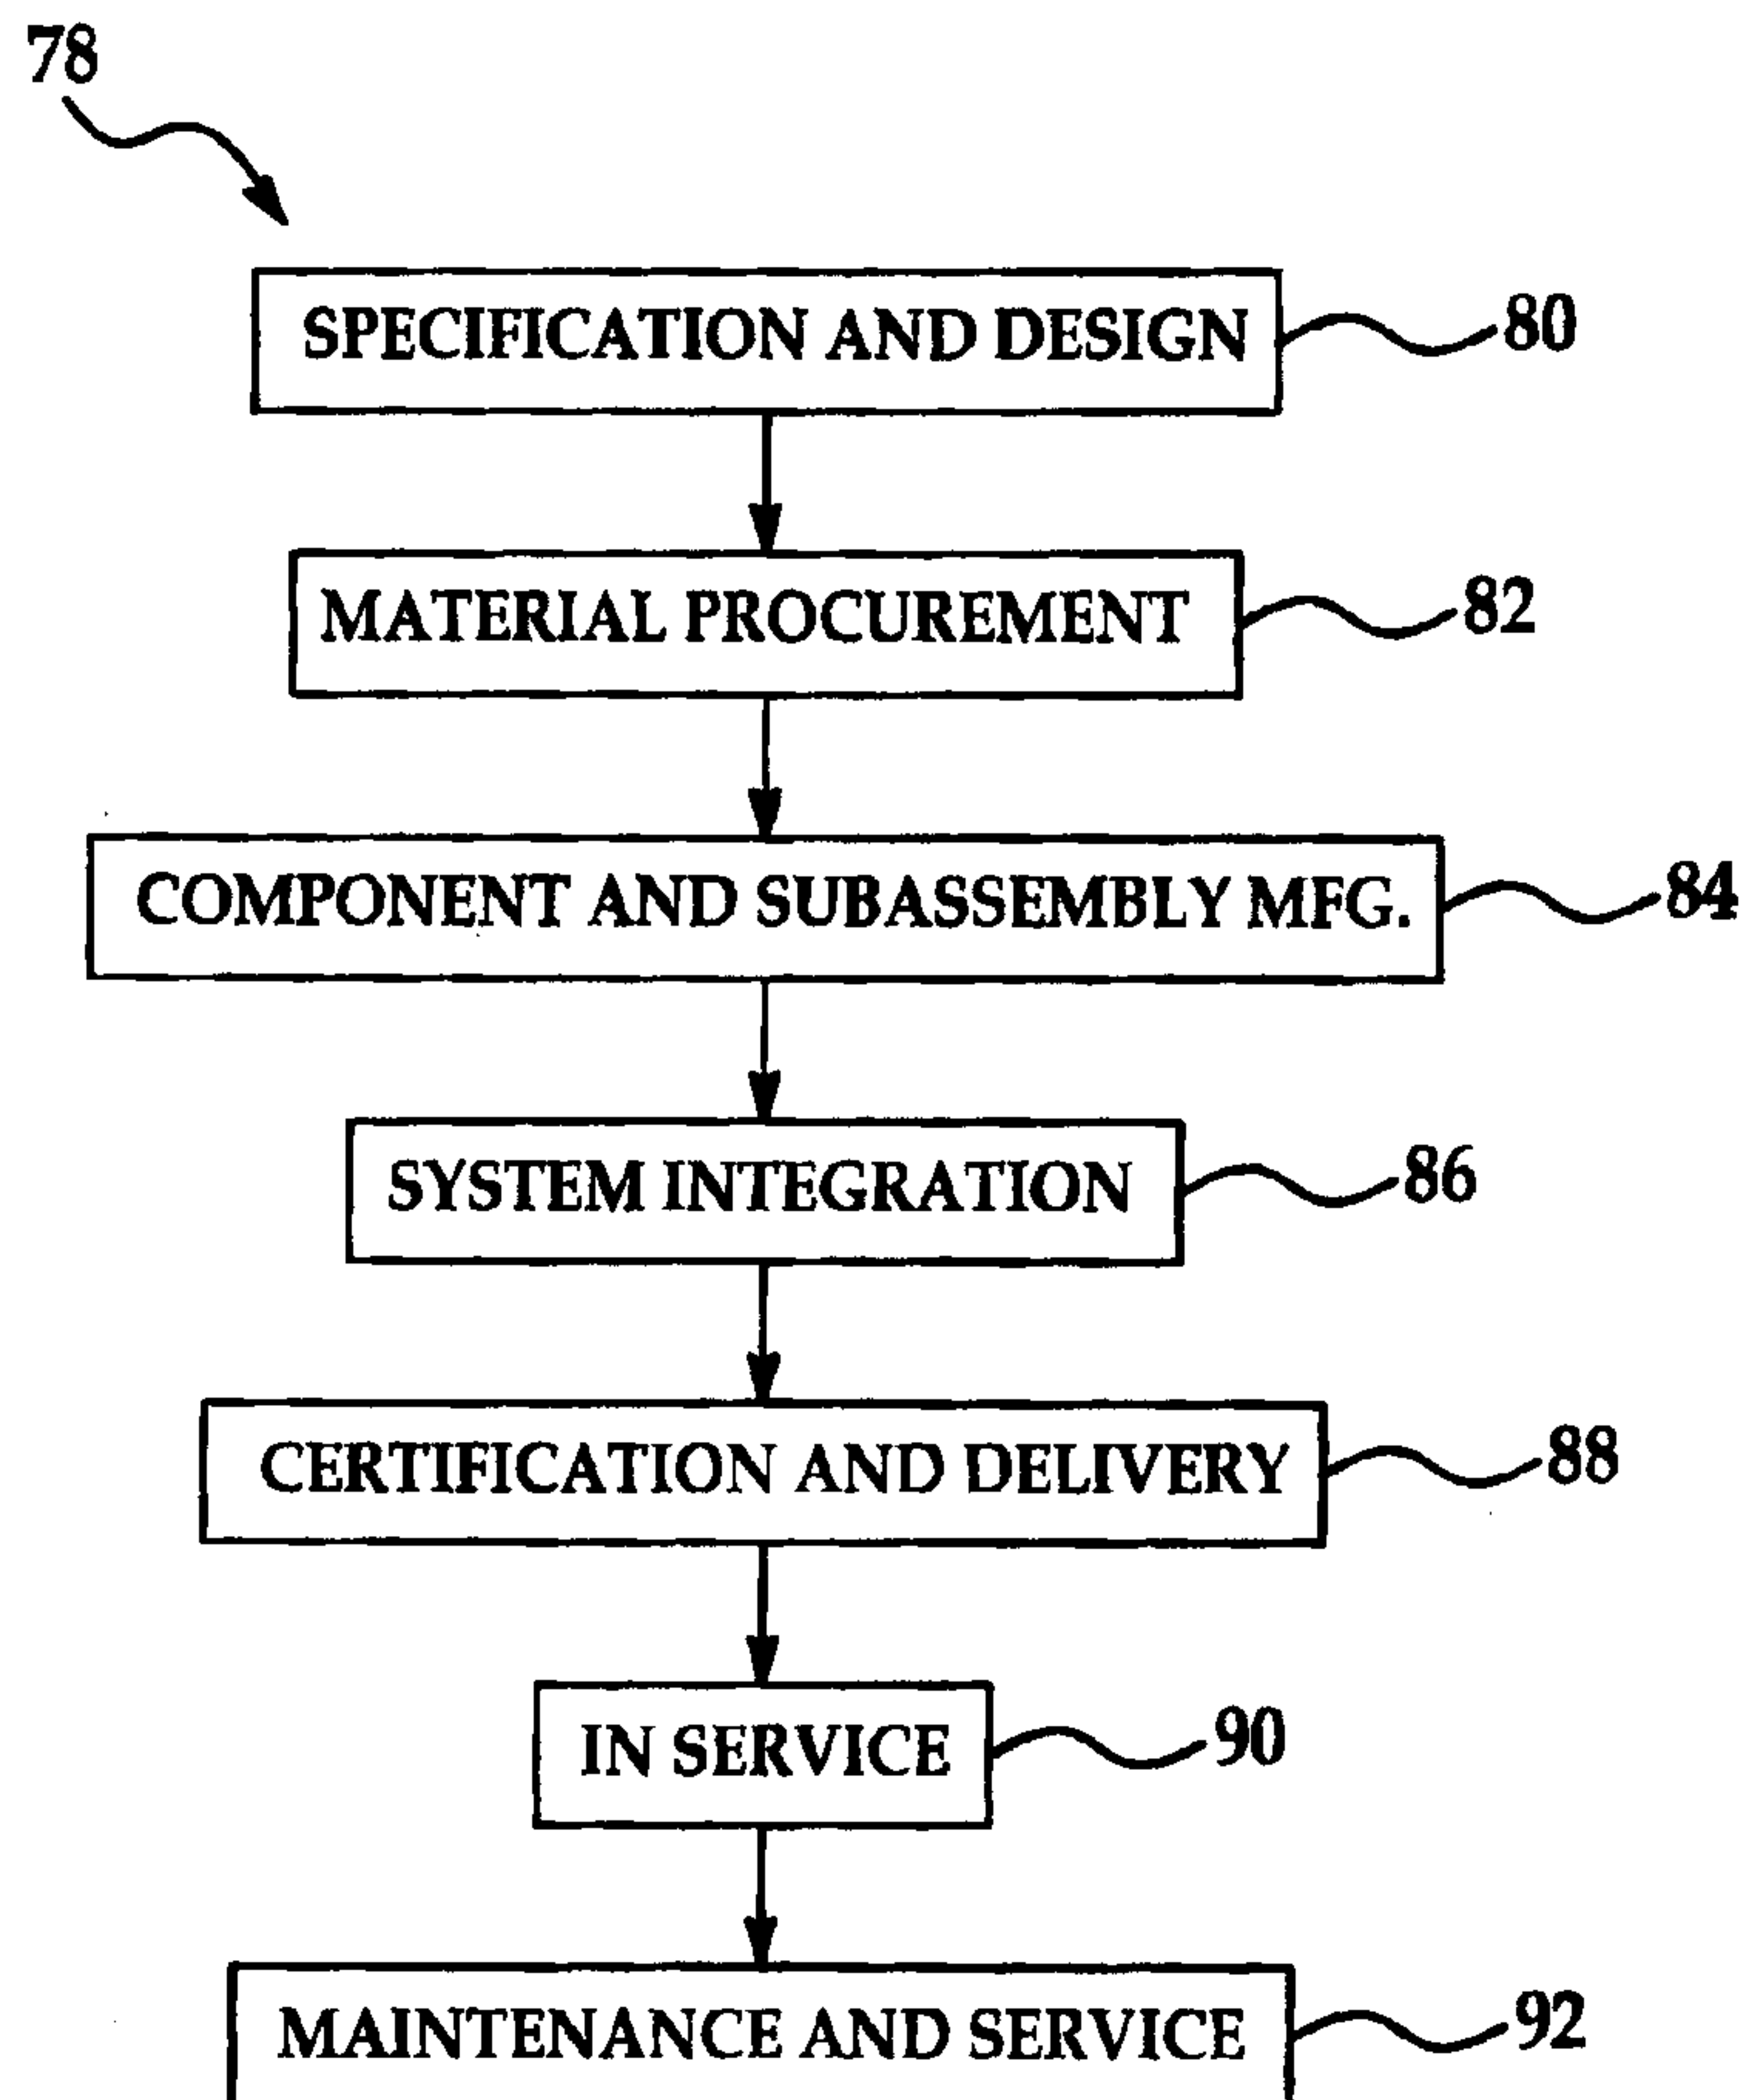 78
SPECIFICATION AND DESIGN 80
MATERIAL PROCUREMENT 82
COMPONENT AND SUBASSEMBLY MFG. 84
SYSTEM INTEGRATION 86
CERTIFICATION AND DELIVERY 88
IN SERVICE 90
MAINTENANCE AND SERVICE 92